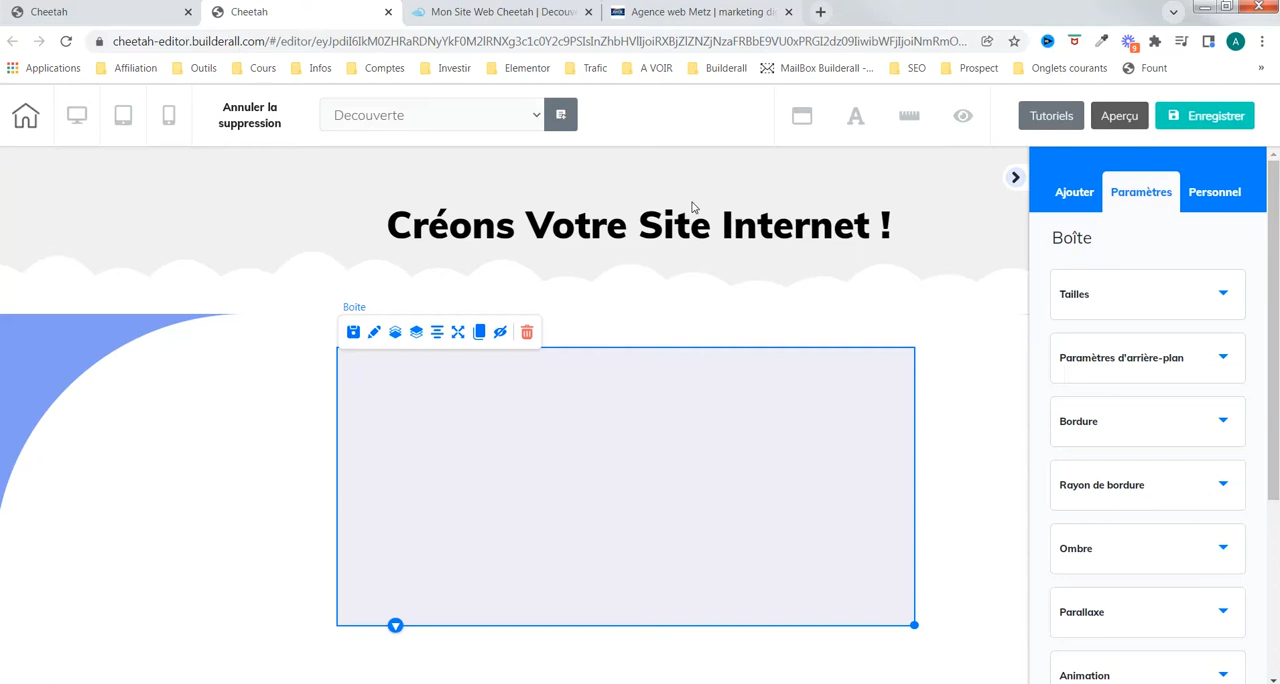 Cheetah
Cheetah
Mon Site Web Cheetah | Decouv
Agence web Metz | marketing di
cheetah-editor.builderall.com/#/editor/
Applications
Affiliation
Outils
Cours
Infos
Comptes
Investir
Elementor
Trafic
A VOIR
Builderall
MailBox Builderall -...
SEO
Prospect
Onglets courants
Fount
»
9
A
Annuler la
suppression
Decouverte
A
Tutoriels
Aperçu
Enregistrer
Créons Votre Site Internet !
Ajouter
Paramètres
Personnel
Boîte
Boîte
Tailles
Paramètres d'arrière-plan
Bordure
Rayon de bordure
Ombre
Parallaxe
Animation